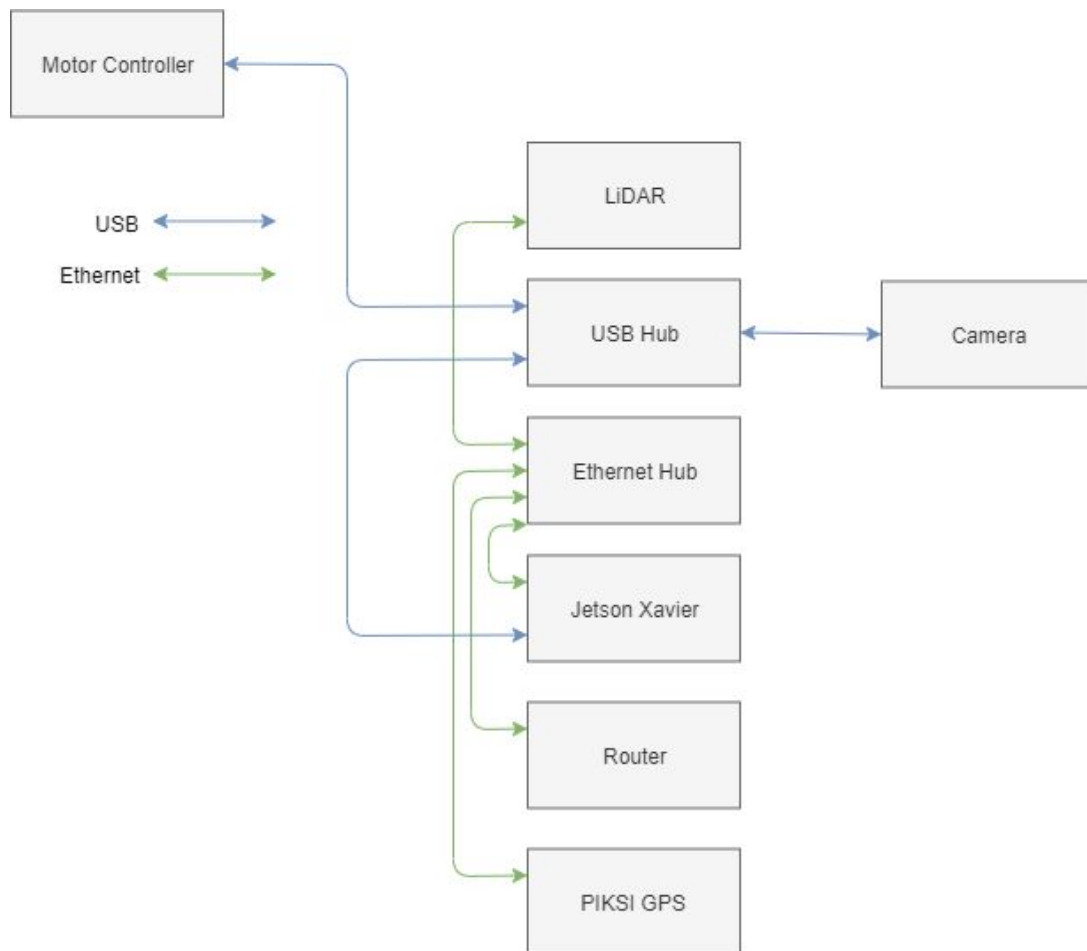 Motor Controller
LiDAR
USB
Ethernet
USB Hub
Camera
Ethernet Hub
Jetson Xavier
Router
PIKSI GPS